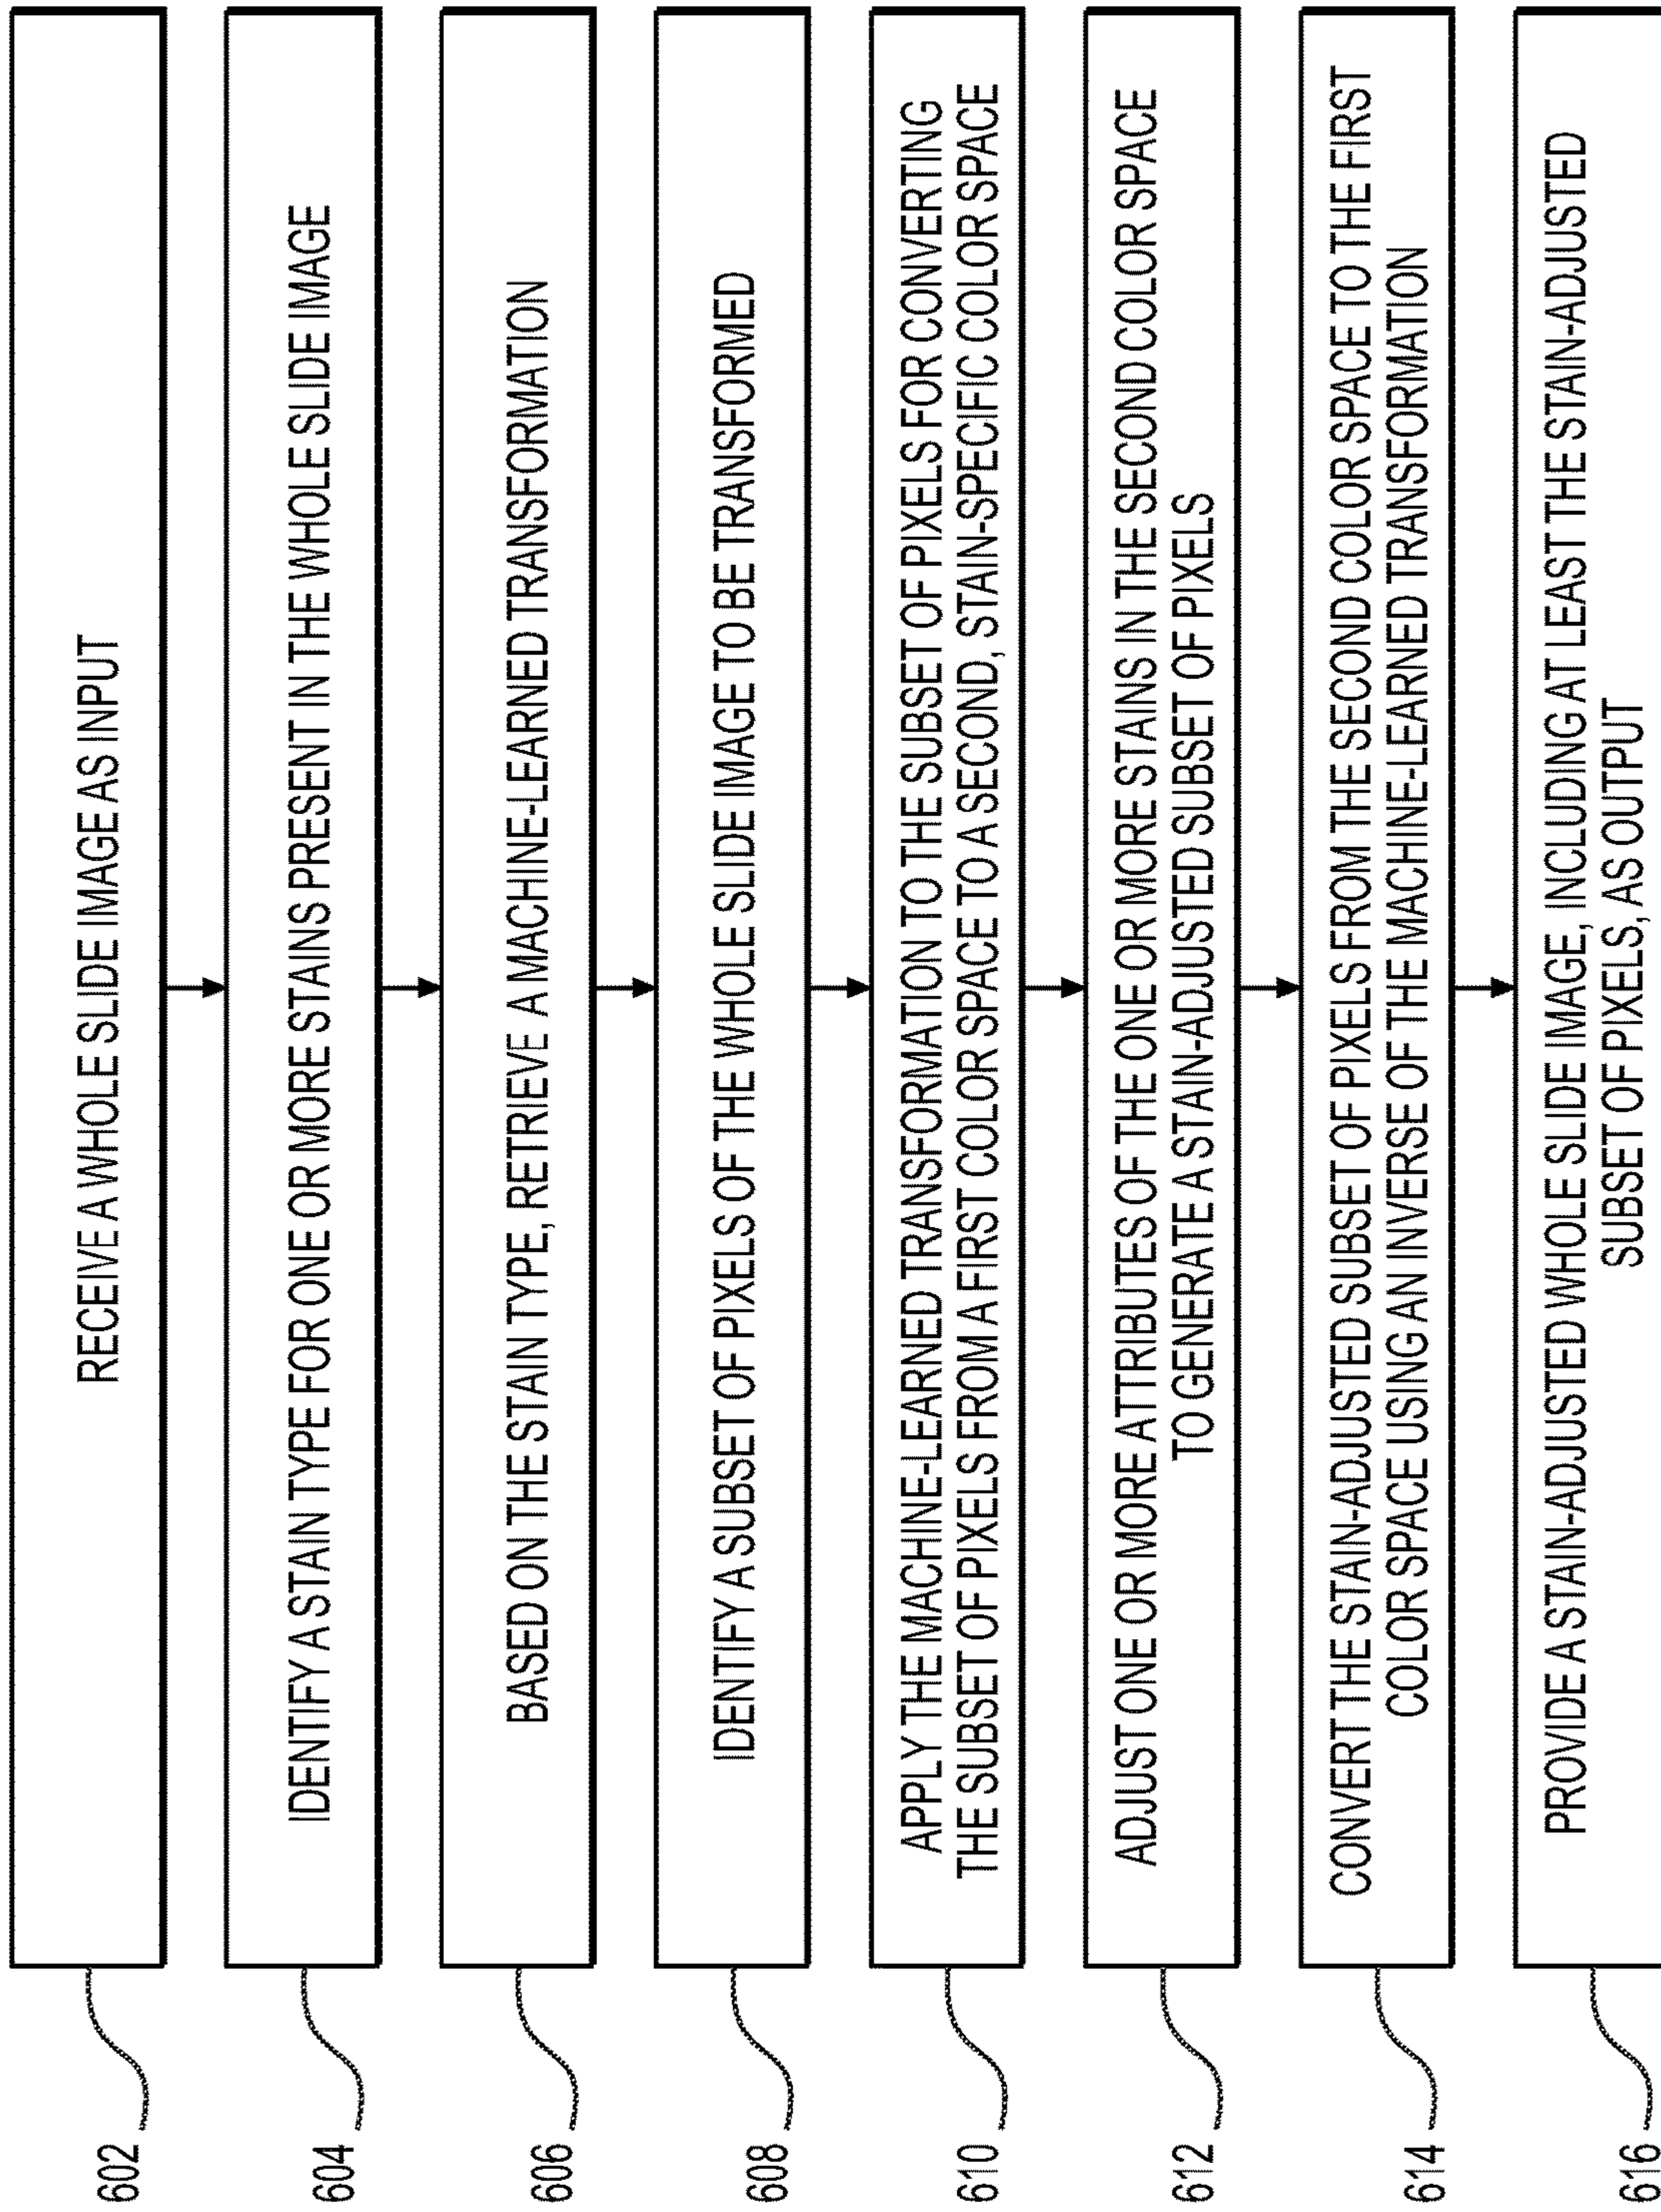 602
RECEIVE A WHOLE SLIDE IMAGE AS INPUT
604
IDENTIFY A STAIN TYPE FOR ONE OR MORE STAINS PRESENT IN THE WHOLE SLIDE IMAGE
606
BASED ON THE STAIN TYPE, RETRIEVE A MACHINE-LEARNED TRANSFORMATION
608
IDENTIFY A SUBSET OF PIXELS OF THE WHOLE SLIDE IMAGE TO BE TRANSFORMED
610
APPLY THE MACHINE-LEARNED TRANSFORMATION TO THE SUBSET OF PIXELS FOR CONVERTING
THE SUBSET OF PIXELS FROM A FIRST COLOR SPACE TO A SECOND, STAIN-SPECIFIC COLOR SPACE
612
ADJUST ONE OR MORE ATTRIBUTES OF THE ONE OR MORE STAINS IN THE SECOND COLOR SPACE
TO GENERATE A STAIN-ADJUSTED SUBSET OF PIXELS
614
CONVERT THE STAIN-ADJUSTED SUBSET OF PIXELS FROM THE SECOND COLOR SPACE TO THE FIRST
COLOR SPACE USING AN INVERSE OF THE MACHINE-LEARNED TRANSFORMATION
616
PROVIDE A STAIN-ADJUSTED WHOLE SLIDE IMAGE, INCLUDING AT LEAST THE STAIN-ADJUSTED
SUBSET OF PIXELS, AS OUTPUT